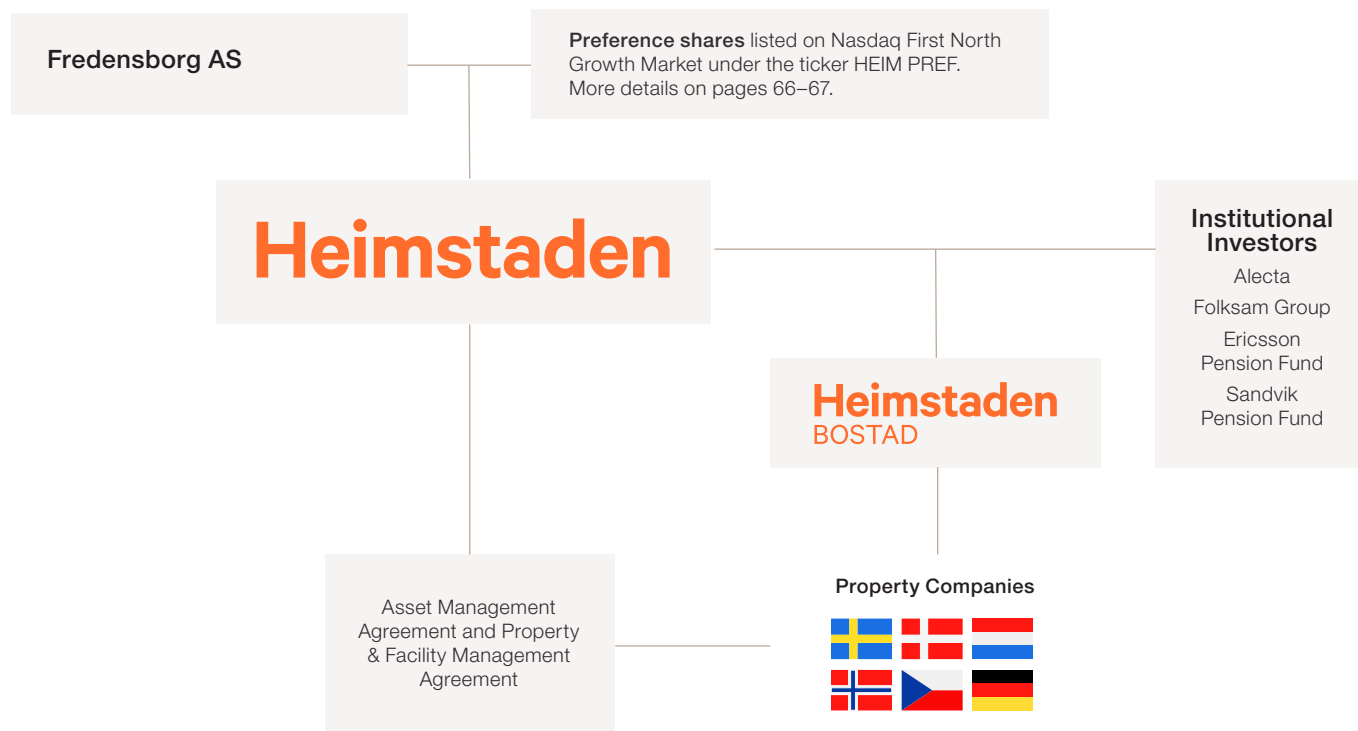 Fredensborg AS
Preference shares listed on Nasdaq First North
Growth Market under the ticker HEIM PREF.
More details on pages 66–67.
Heimstaden
Institutional
Investors
Alecta
Folksam Group
Ericsson
Pension Fund
Sandvik
Pension Fund
Heimstaden
BOSTAD
Asset Management
Agreement and Property
& Facility Management
Agreement
Property Companies